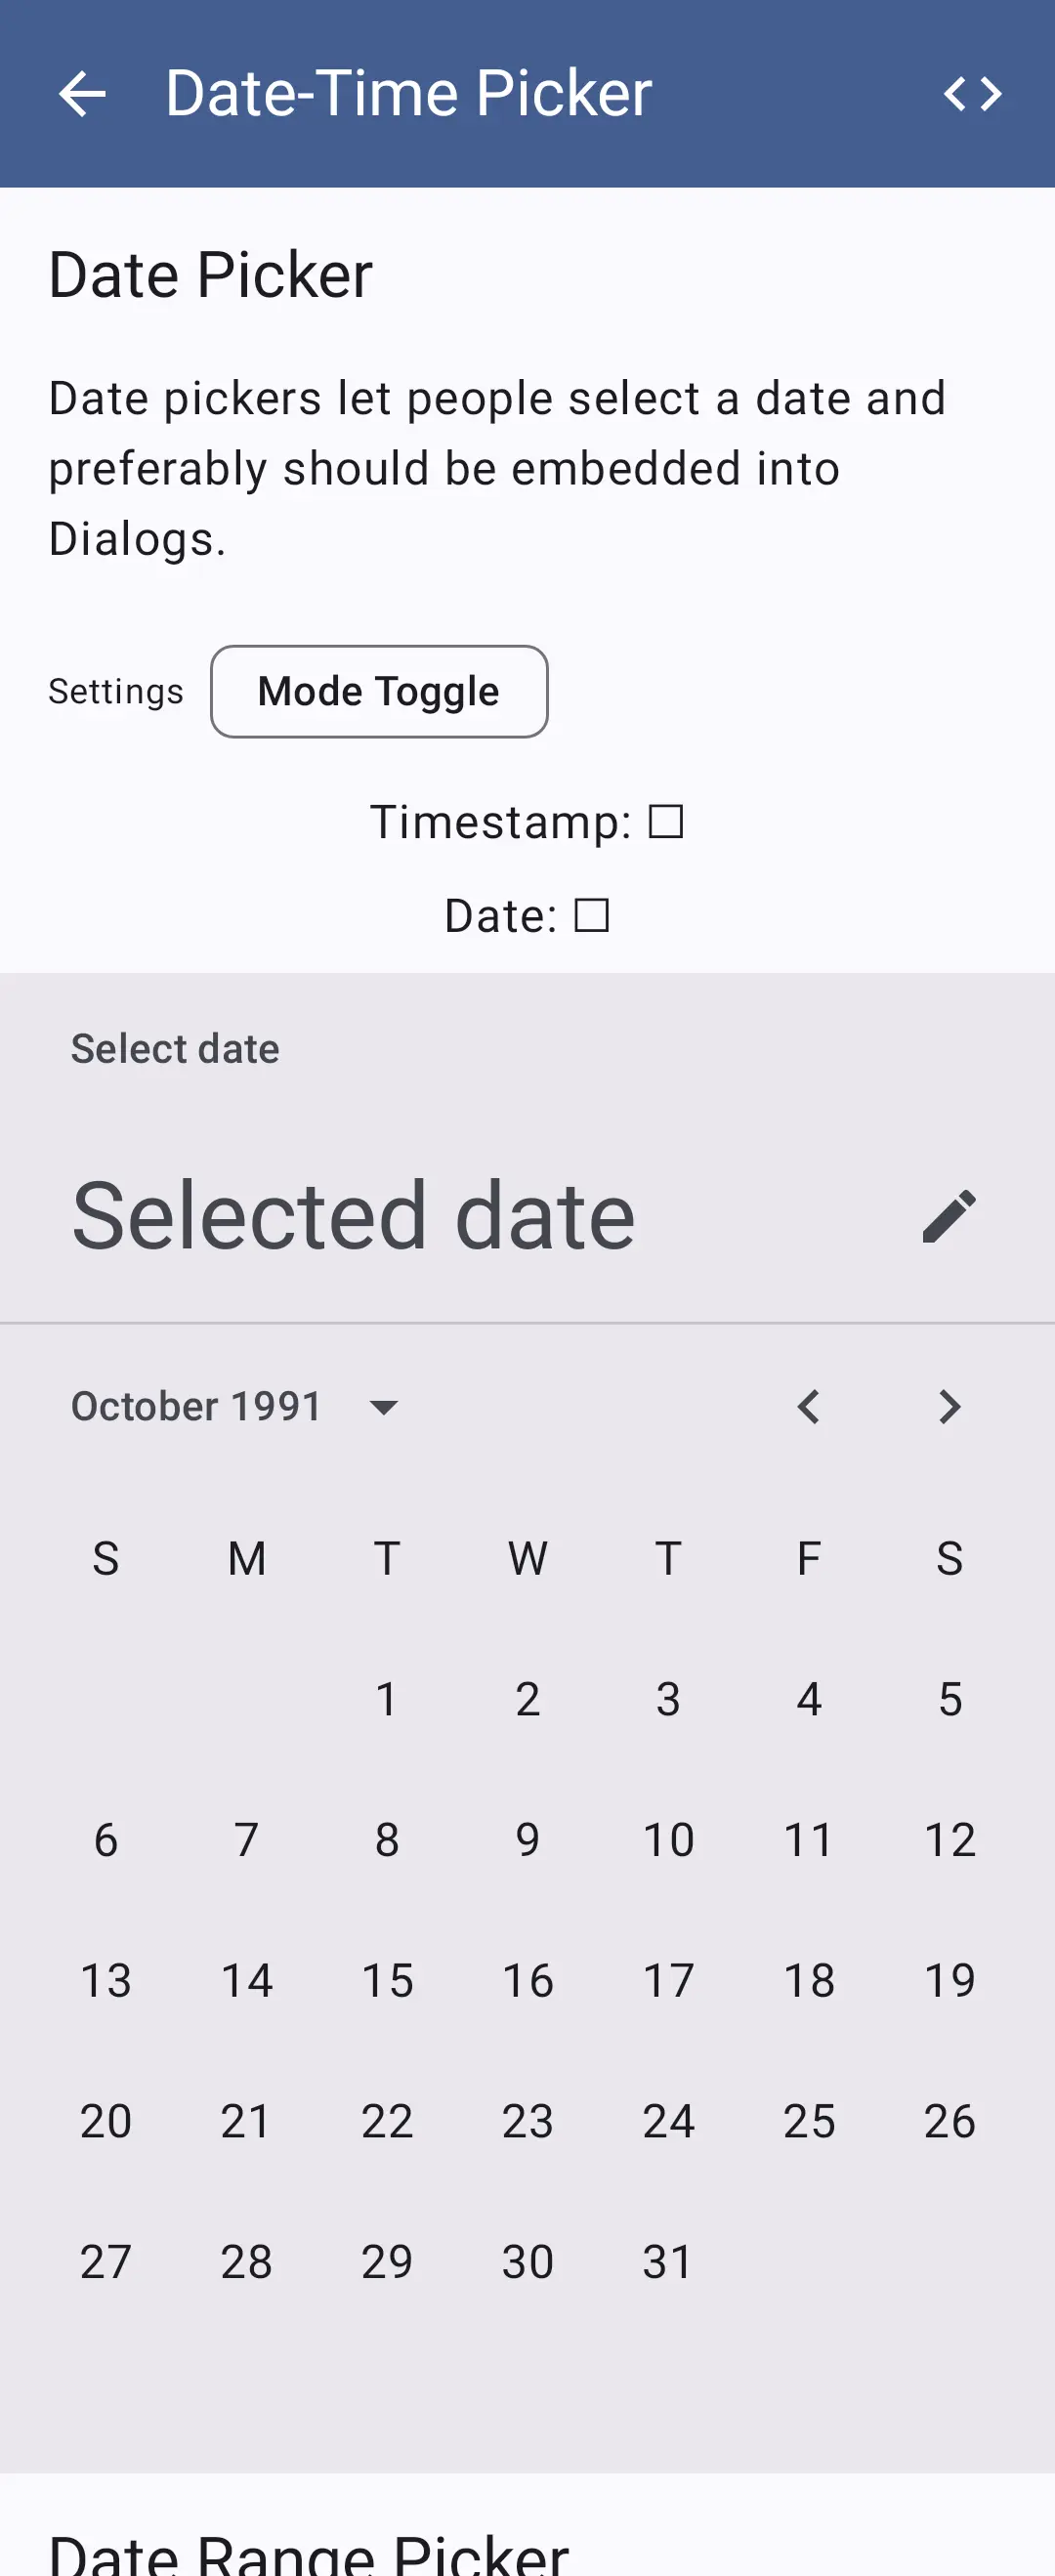 Date-Time Picker
Date Picker
Date pickers let people select a date and
preferably should be embedded into
Dialogs.
Settings Mode Toggle
Timestamp: □
Date: □
Select date
Selected date
October 1991
S M T W T F S
1 2 3 4 5
6 7 8 9 10 11 12
13 14 15 16 17 18 19
20 21 22 23 24 25 26
27 28 29 30 31
Date Range Picker